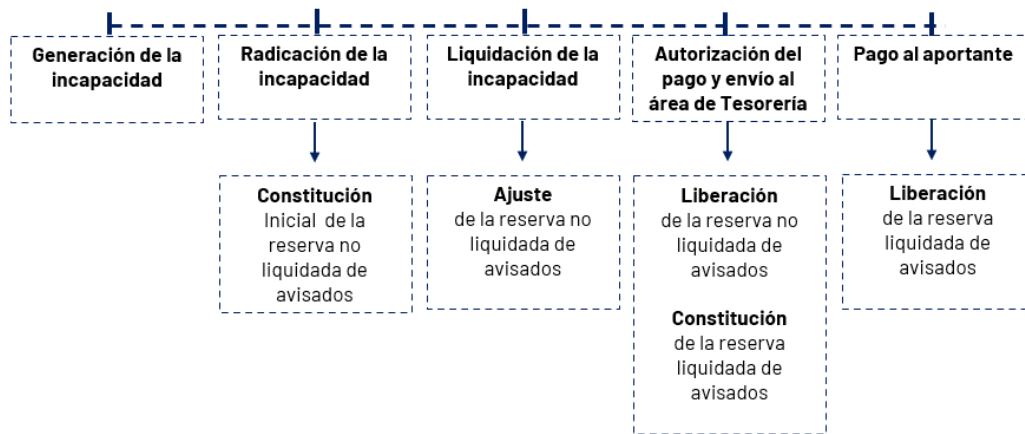 Generación de la
incapacidad
Radicación de la
incapacidad
Liquidación de la
incapacidad
Autorización del
pago y envío al
área de Tesorería
Pago al aportante
Constitución
Inicial de la
reserva no
liquidada de
avisados
Ajuste
de la reserva no
liquidada de
avisados
Liberación
de la reserva no
liquidada de
avisados
Constitución
de la reserva
liquidada de
avisados
Liberación
de la reserva
liquidada de
avisados